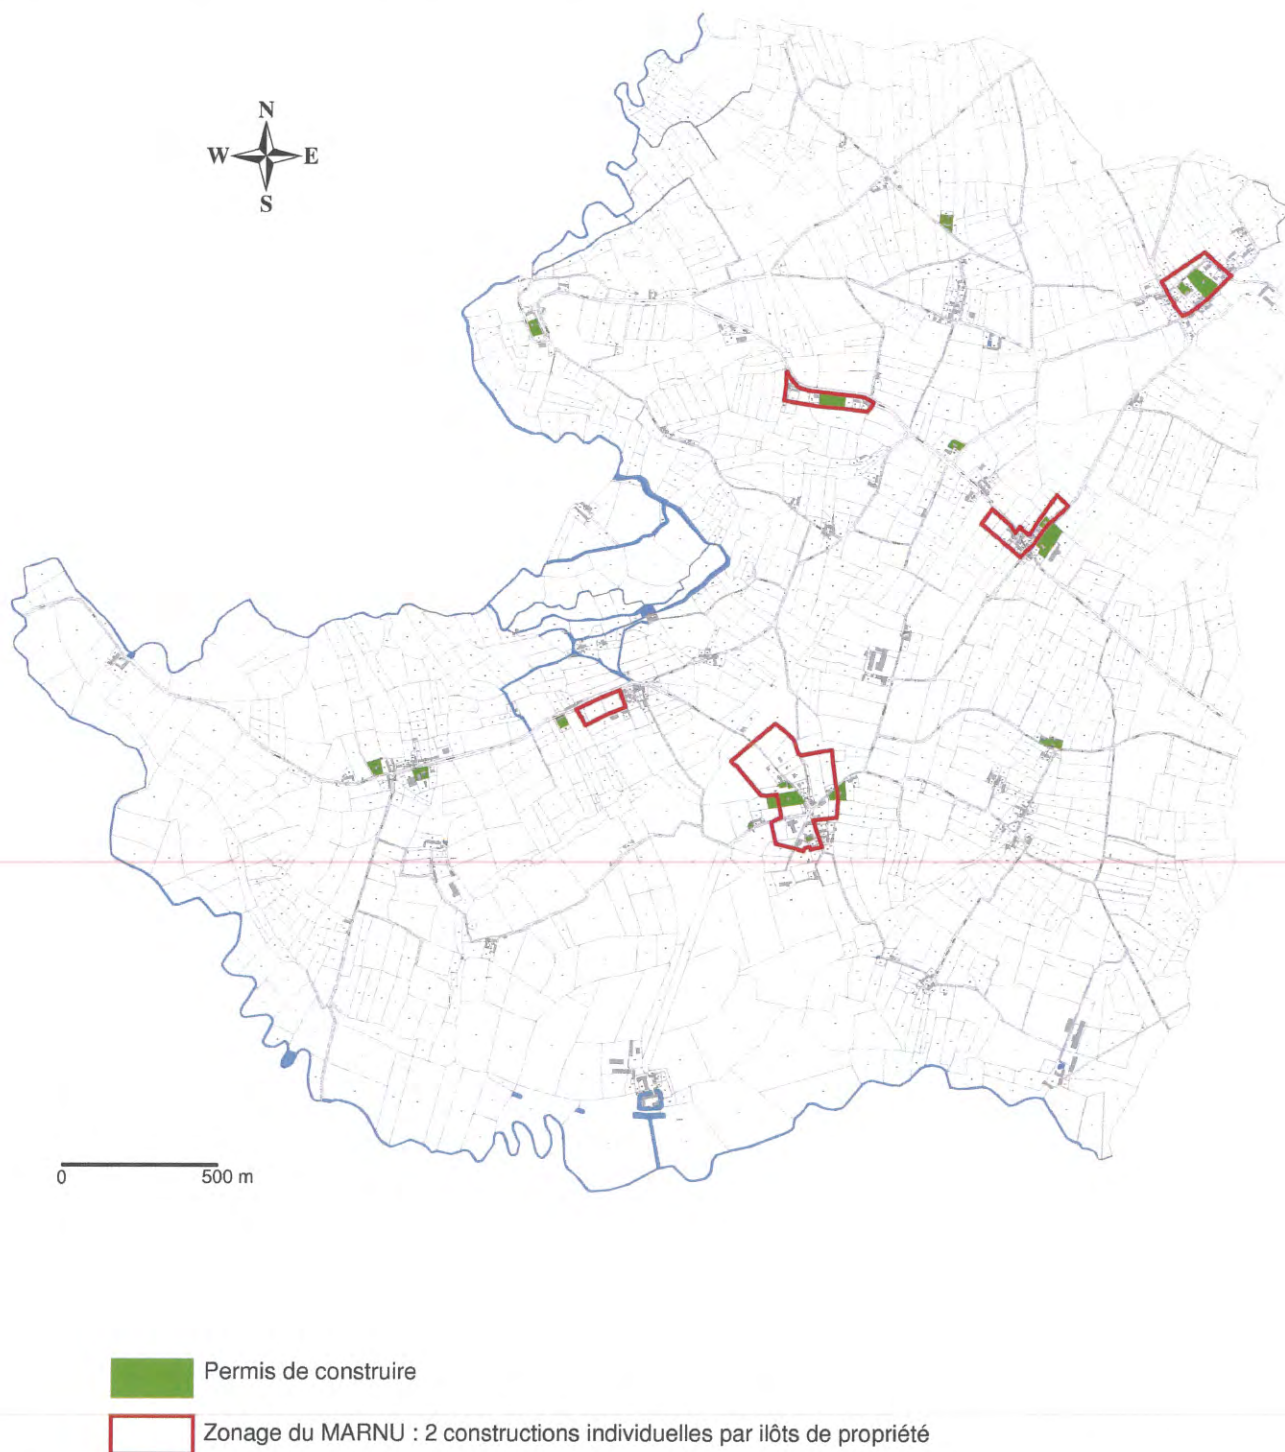 N
W E
S
0 500 m
Permis de construire
Zonage du MARNU : 2 constructions individuelles par ilôts de propriété